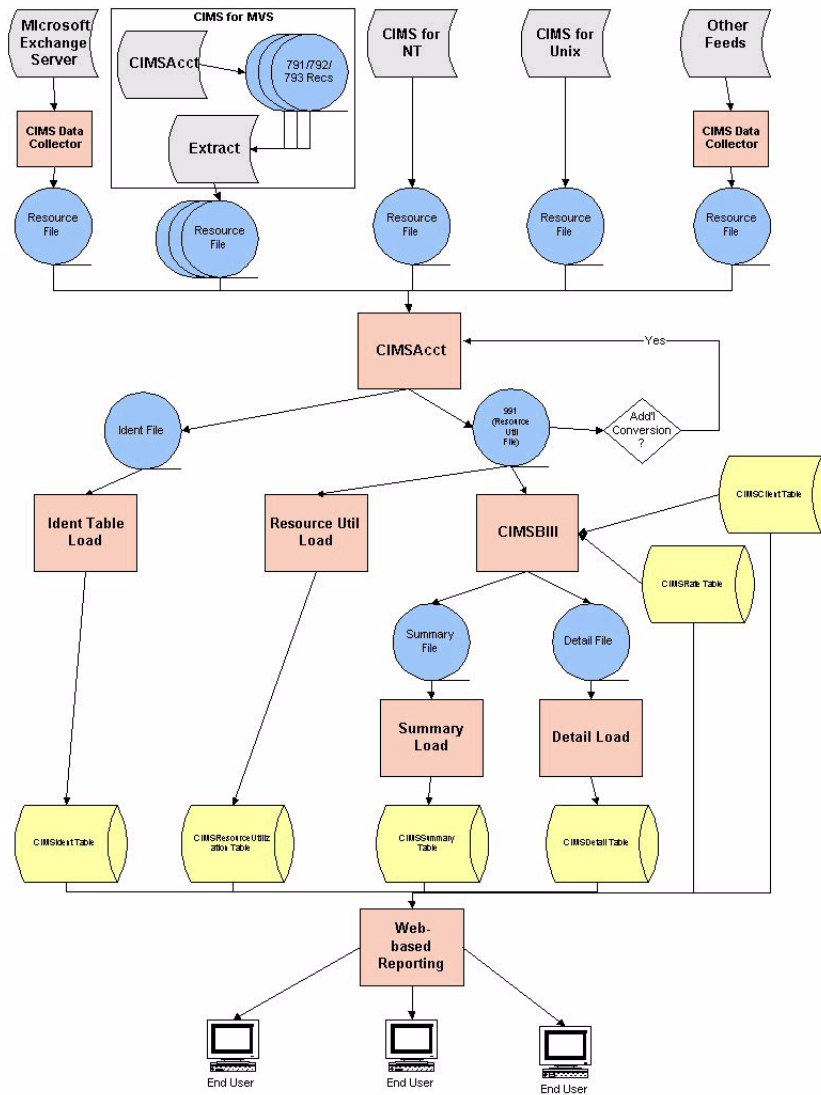 Microsoft
Exchange
Server
CIMS for MVS
CIMSAcct
791/792/
793 Recs
Extract
CIMS for
NT
CIMS for
Unix
Other
Feeds
CIMS Data
Collector
CIMS Data
Collector
Resource
File
Resource
File
Resource
File
Resource
File
Resource
File
CIMSAcct
Yes
Ident File
991
(Resource
Util
File)
Add'l
Conversion
?
Ident Table
Load
Resource Util
Load
CIMSBill
CIMSClient Table
CIMSRate Table
Summary
File
Detail File
Summary
Load
Detail Load
CIMSIdent Table
CIMSResourceUtiliz
ation Table
CIMSSummary
Table
CIMSDetail Table
Web-
based
Reporting
End User
End User
End User